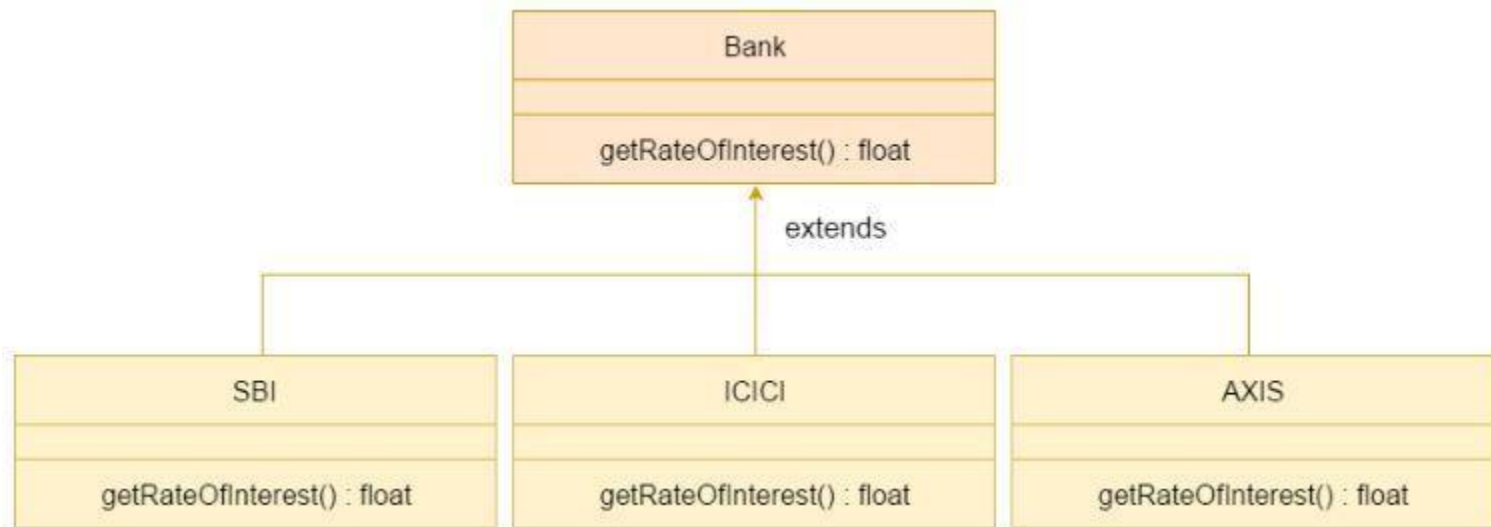 Bank
getRateOfInterest() : float
extends
SBI
ICICI
AXIS
getRateOfInterest() : float
getRateOfInterest() : float
getRateOfInterest() : float